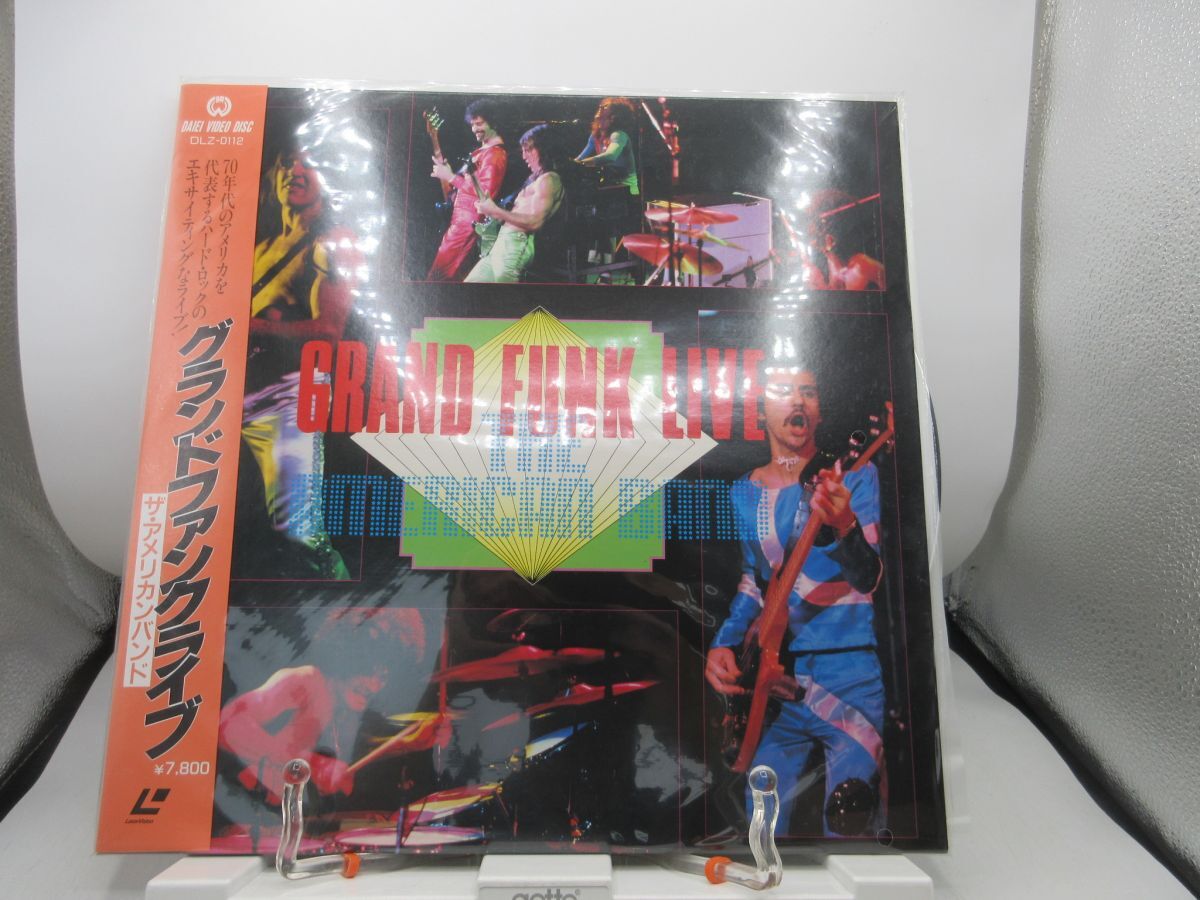 DAIEI VIDEO DISC
DLZ-0112
70年代のアメリカを
代表するハード・ロックの
エキサイティングなライブ!
グランドファンクライブ
ザ・アメリカンバンド
¥7,800
LaserVision
GRAND FUNK LIVE
THE
AMERICAN BAND